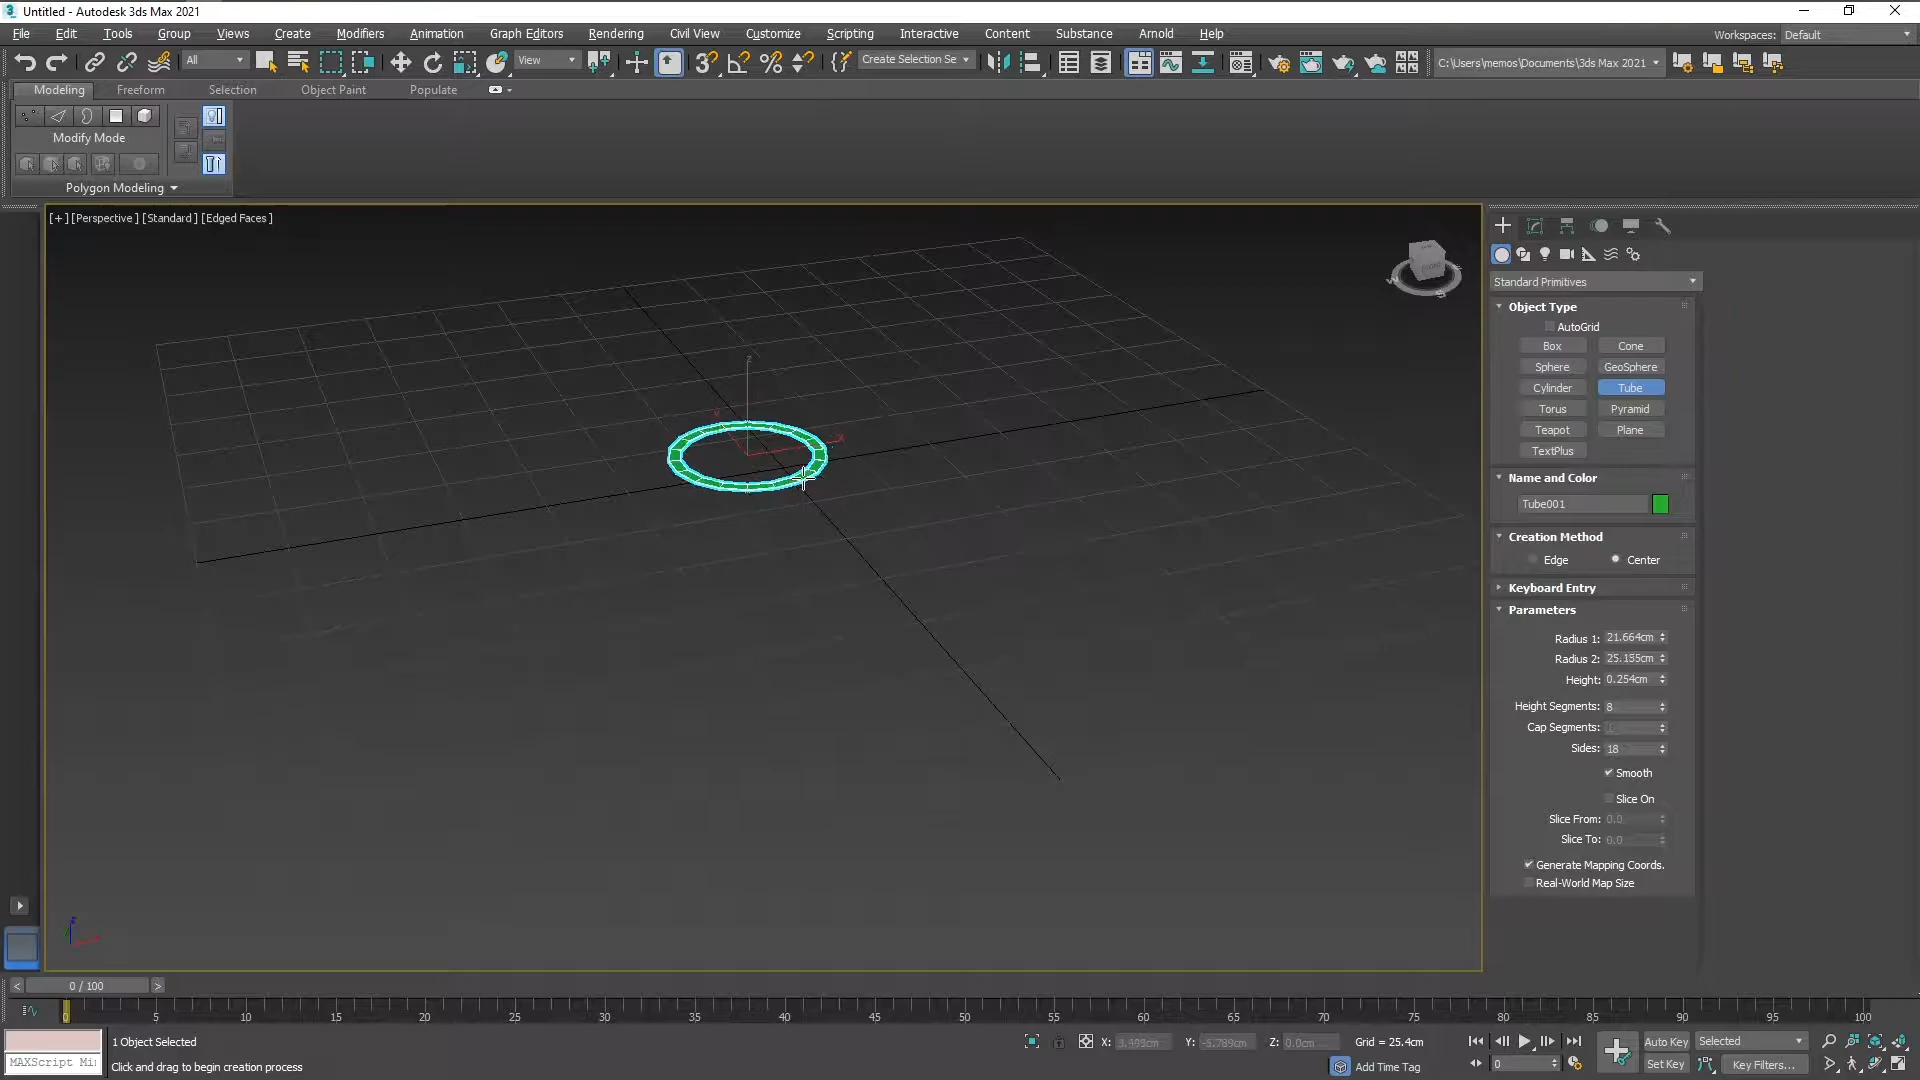 Untitled - Autodesk 3ds Max 2021
File Edit Tools Group Views Create Modifiers Animation Graph Editors Rendering Civil View Customize Scripting Interactive Content Substance Arnold Help
Workspaces: Default
All
View
Create Selection Se
C:\Users\memos\Documents\3ds Max 2021
Modeling Freeform Selection Object Paint Populate
Modify Mode
Polygon Modeling
[+] [Perspective ] [Standard ] [Edged Faces ]
Standard Primitives
Object Type
AutoGrid
Box Cone
Sphere GeoSphere
Cylinder Tube
Torus Pyramid
Teapot Plane
TextPlus
Name and Color
Tube001
Creation Method
Edge Center
Keyboard Entry
Parameters
Radius 1: 21.664cm
Radius 2: 25.155cm
Height: 0.254cm
Height Segments: 8
Cap Segments:
Sides: 18
Smooth
Slice On
Slice From: 0.0
Slice To: 0.0
Generate Mapping Coords.
Real-World Map Size
< 0 / 100 >
0 5 10 15 20 25 30 35 40 45 50 55 60 65 70 75 80 85 90 95 100
1 Object Selected
X: 3.499cm Y: -5.789cm Z: 0.0cm Grid = 25.4cm
Auto Key Selected
MAXScript Mi
Click and drag to begin creation process
Add Time Tag
0
Set Key Key Filters...